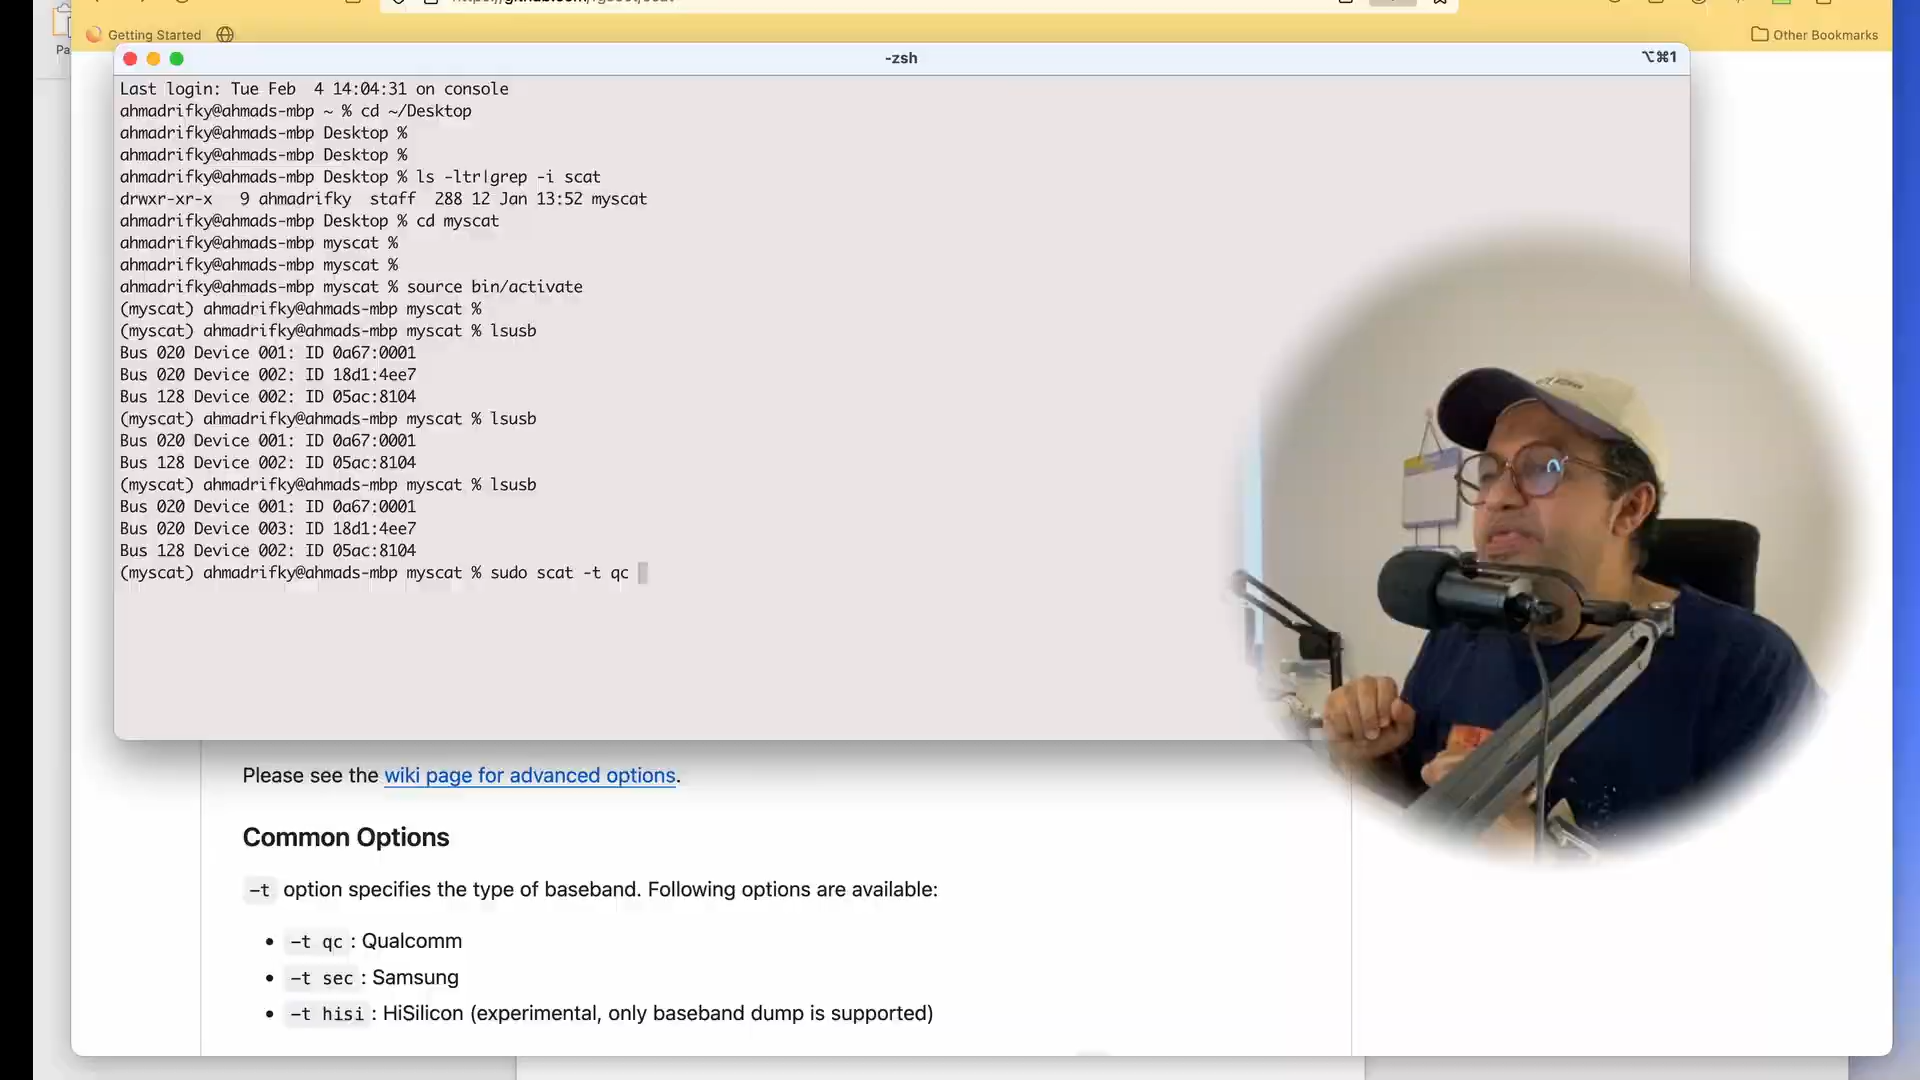 Getting Started
Other Bookmarks
Pa
-zsh
⌥⌘1
Last login: Tue Feb  4 14:04:31 on console
ahmadrifky@ahmads-mbp ~ % cd ~/Desktop
ahmadrifky@ahmads-mbp Desktop %
ahmadrifky@ahmads-mbp Desktop %
ahmadrifky@ahmads-mbp Desktop % ls -ltr|grep -i scat
drwxr-xr-x   9 ahmadrifky  staff  288 12 Jan 13:52 myscat
ahmadrifky@ahmads-mbp Desktop % cd myscat
ahmadrifky@ahmads-mbp myscat %
ahmadrifky@ahmads-mbp myscat %
ahmadrifky@ahmads-mbp myscat % source bin/activate
(myscat) ahmadrifky@ahmads-mbp myscat %
(myscat) ahmadrifky@ahmads-mbp myscat % lsusb
Bus 020 Device 001: ID 0a67:0001
Bus 020 Device 002: ID 18d1:4ee7
Bus 128 Device 002: ID 05ac:8104
(myscat) ahmadrifky@ahmads-mbp myscat % lsusb
Bus 020 Device 001: ID 0a67:0001
Bus 128 Device 002: ID 05ac:8104
(myscat) ahmadrifky@ahmads-mbp myscat % lsusb
Bus 020 Device 001: ID 0a67:0001
Bus 020 Device 003: ID 18d1:4ee7
Bus 128 Device 002: ID 05ac:8104
(myscat) ahmadrifky@ahmads-mbp myscat % sudo scat -t qc
Please see the wiki page for advanced options.
Common Options
-t option specifies the type of baseband. Following options are available:
• -t qc : Qualcomm
• -t sec : Samsung
• -t hisi : HiSilicon (experimental, only baseband dump is supported)